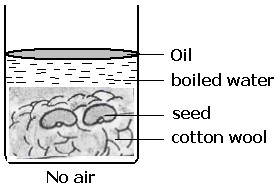 Oil
boiled water
seed
cotton wool
No air